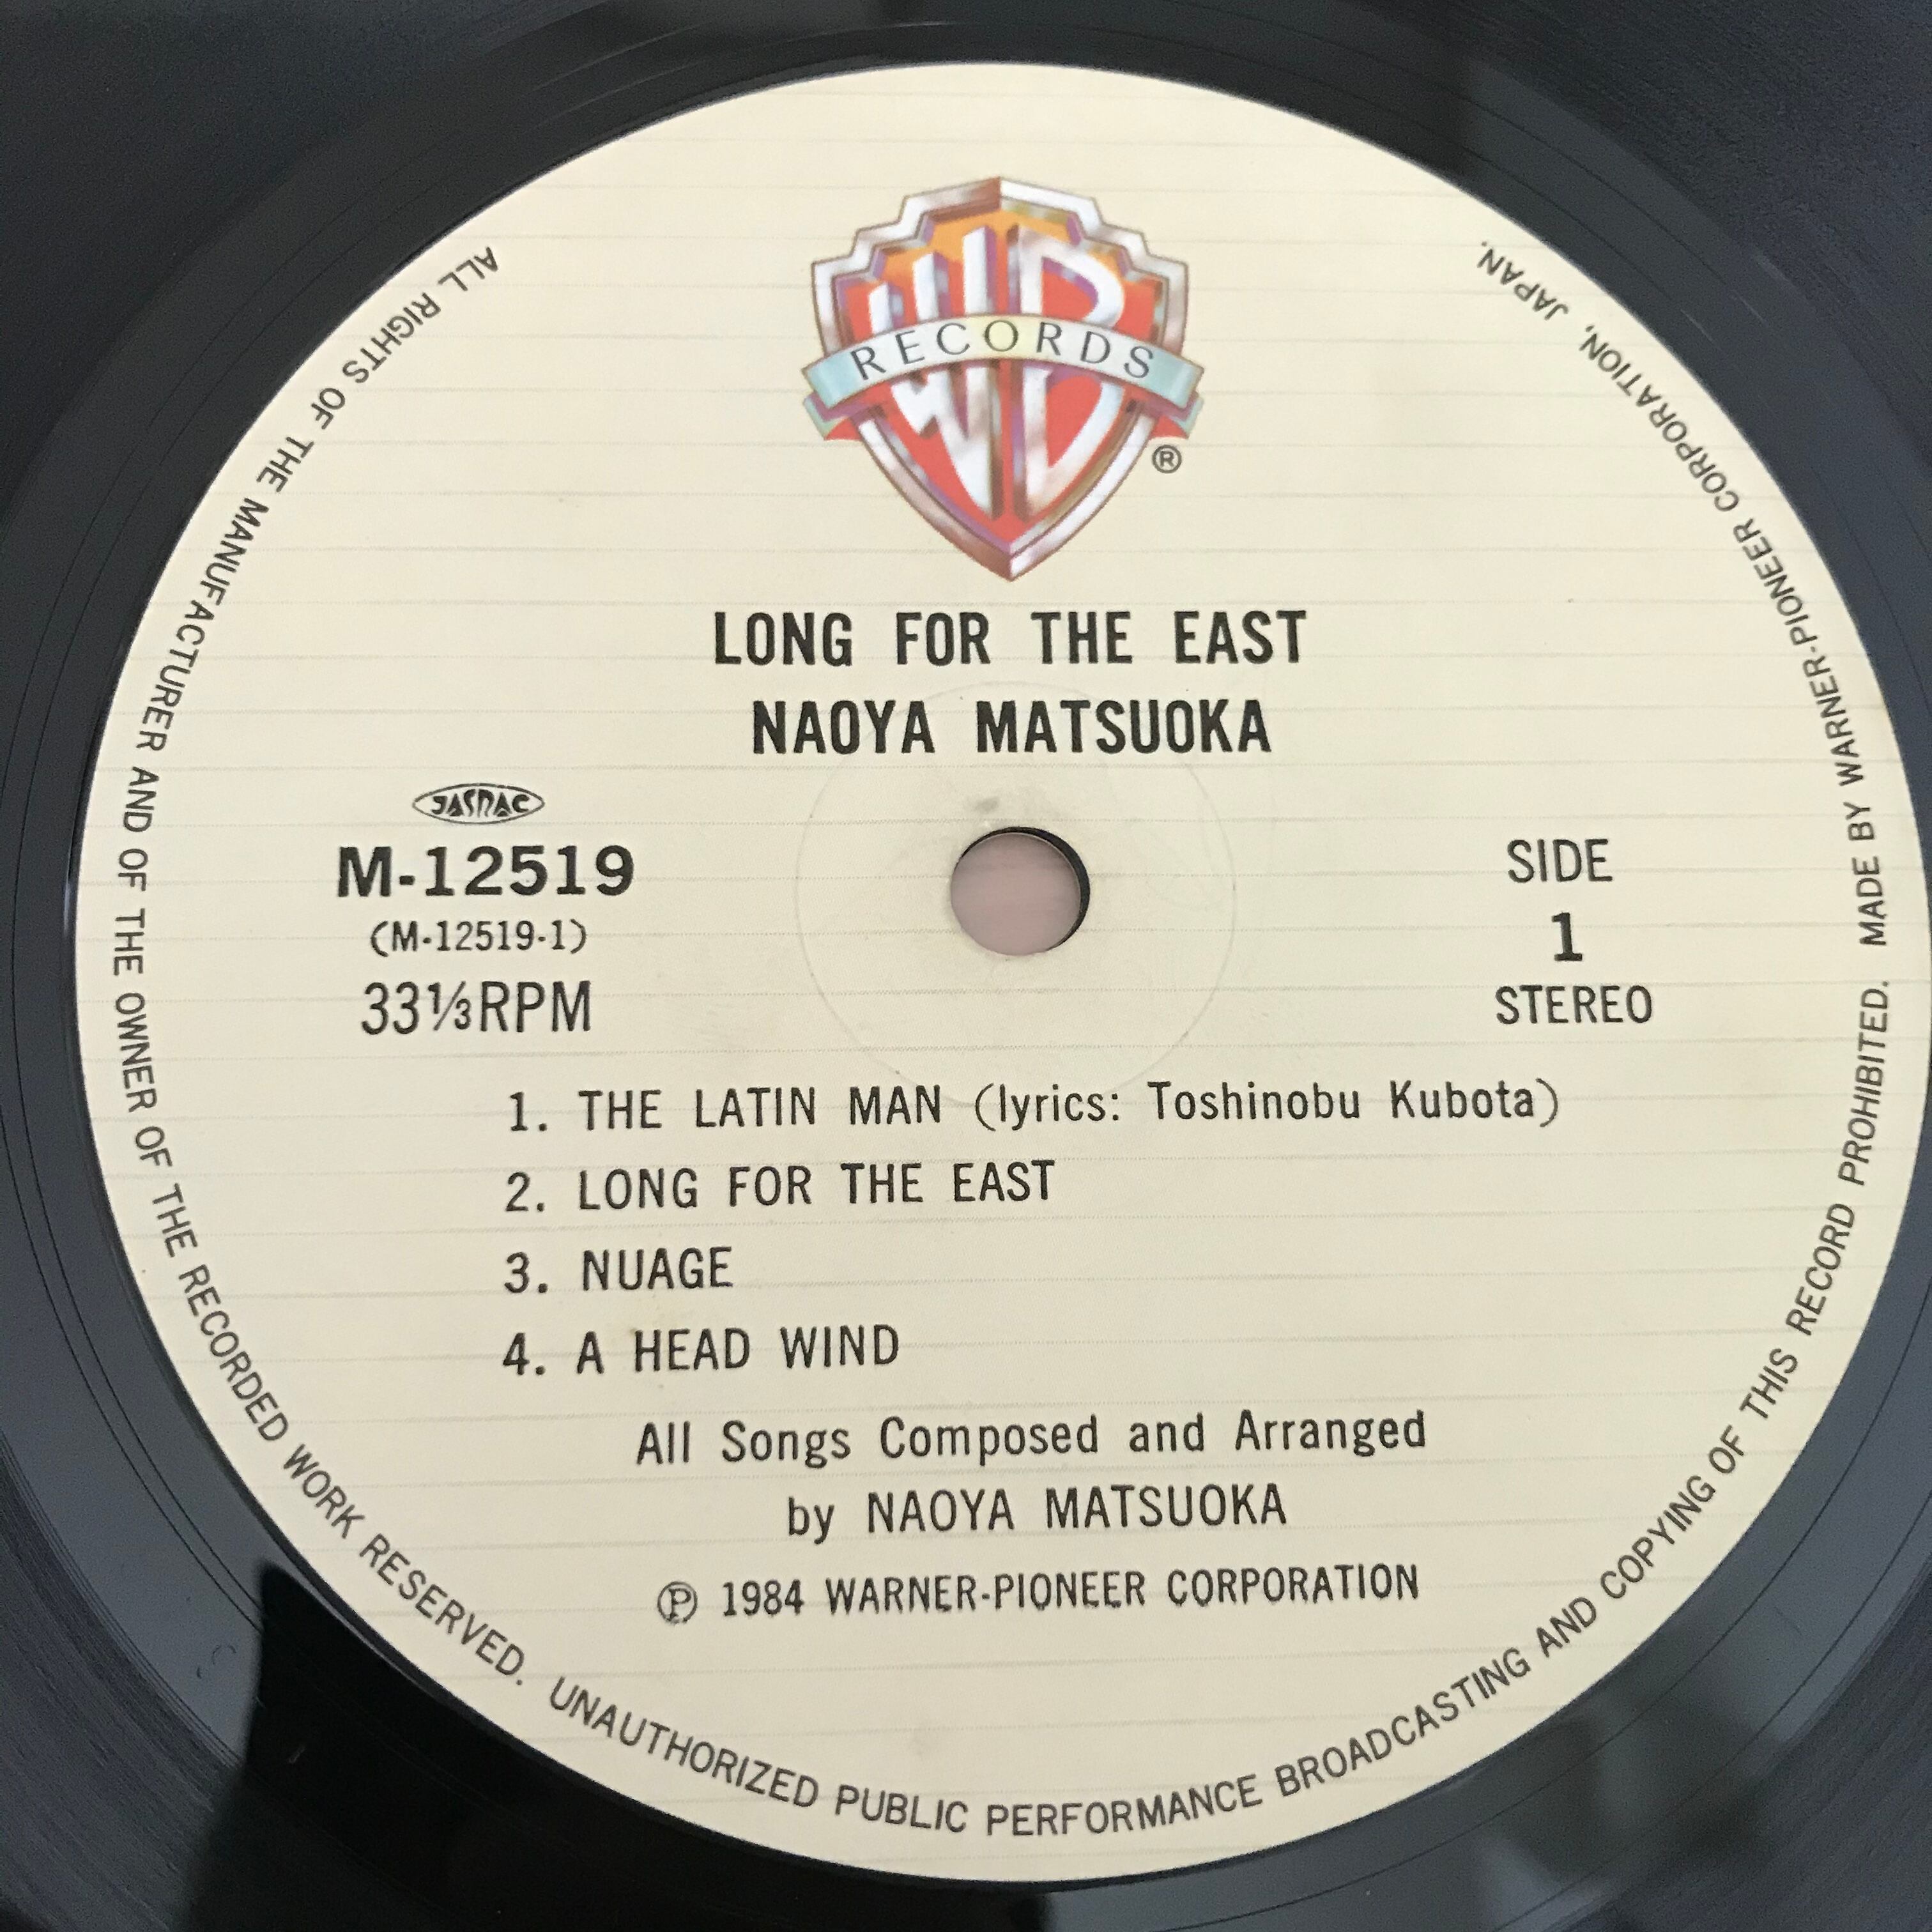 WB
RECORDS
®
LONG FOR THE EAST
NAOYA MATSUOKA
JASRAC
M-12519
(M-12519-1)
33⅓RPM
SIDE
1
STEREO
1. THE LATIN MAN (lyrics: Toshinobu Kubota)
2. LONG FOR THE EAST
3. NUAGE
4. A HEAD WIND
All Songs Composed and Arranged
by NAOYA MATSUOKA
Ⓟ 1984 WARNER-PIONEER CORPORATION
ALL RIGHTS OF THE MANUFACTURER AND OF THE OWNER OF THE RECORDED WORK RESERVED. UNAUTHORIZED PUBLIC PERFORMANCE BROADCASTING AND COPYING OF THIS RECORD PROHIBITED. MADE BY WARNER-PIONEER CORPORATION, JAPAN.